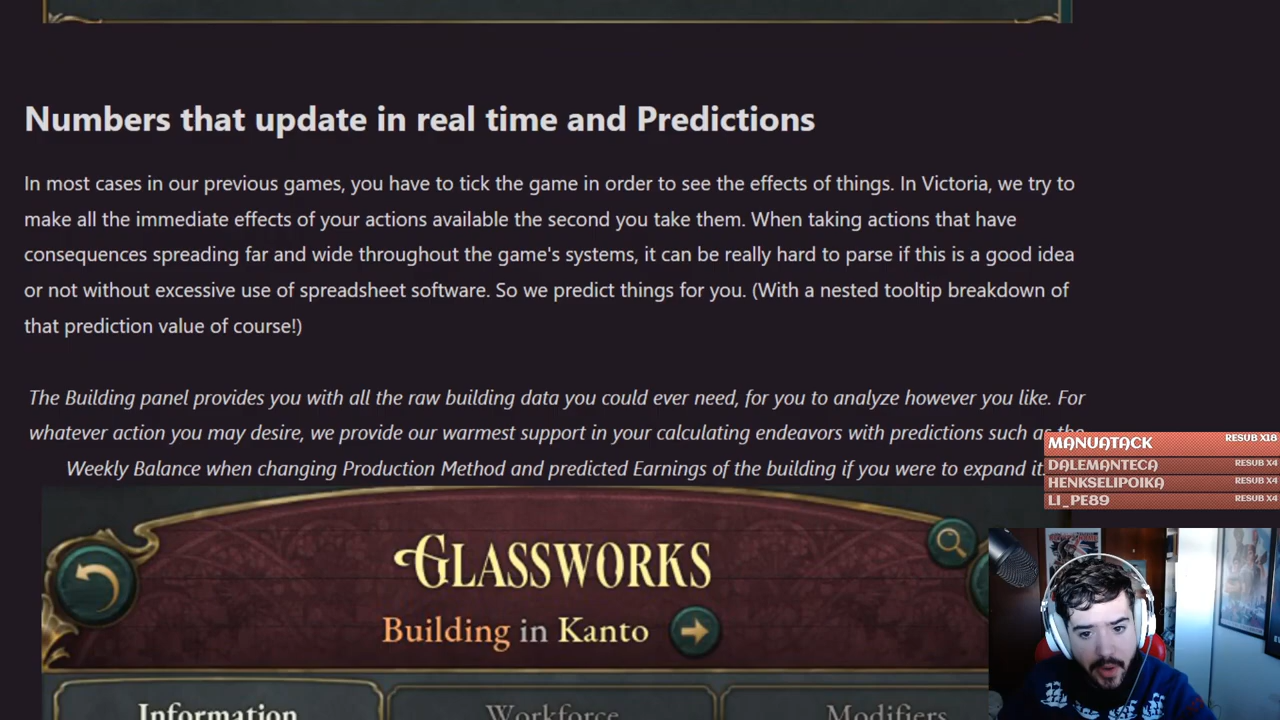 Numbers that update in real time and Predictions
In most cases in our previous games, you have to tick the game in order to see the effects of things. In Victoria, we try to
make all the immediate effects of your actions available the second you take them. When taking actions that have
consequences spreading far and wide throughout the game's systems, it can be really hard to parse if this is a good idea
or not without excessive use of spreadsheet software. So we predict things for you. (With a nested tooltip breakdown of
that prediction value of course!)
The Building panel provides you with all the raw building data you could ever need, for you to analyze however you like. For
whatever action you may desire, we provide our warmest support in your calculating endeavors with predictions such as the
Weekly Balance when changing Production Method and predicted Earnings of the building if you were to expand it.
MANUATACK RESUB X18
DALEMANTECA RESUB X4
HENKSELIPOIKA RESUB X4
LI_PE89 RESUB X4
GLASSWORKS
Building in Kanto
Information Workforce Modifiers